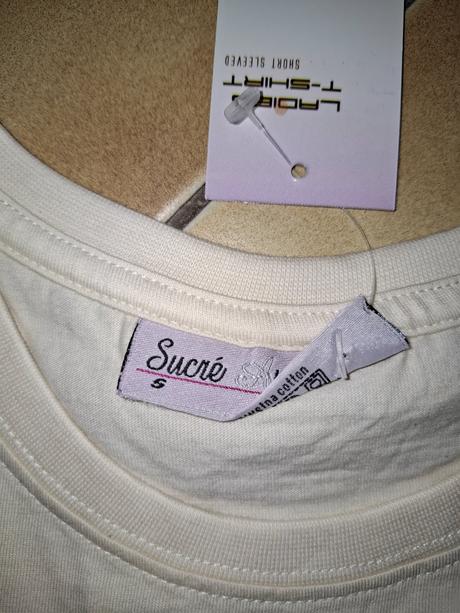 LADIES
T-SHIRT
SHORT SLEEVED
Sucré
S
cotton